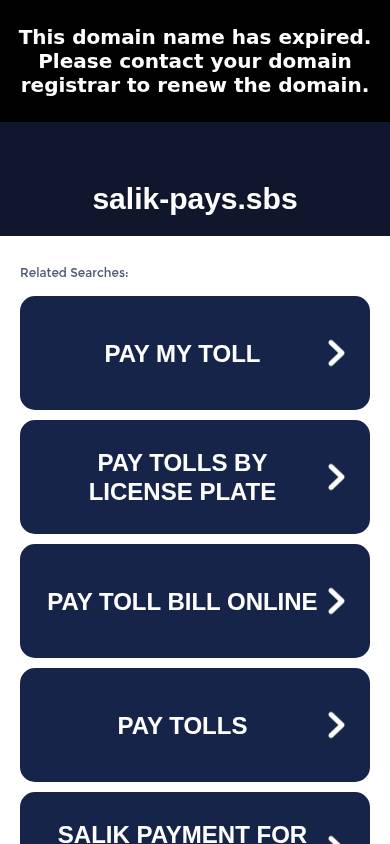 This domain name has expired.
Please contact your domain
registrar to renew the domain.
salik-pays.sbs
Related Searches:
PAY MY TOLL
PAY TOLLS BY
LICENSE PLATE
PAY TOLL BILL ONLINE
PAY TOLLS
SALIK PAYMENT FOR